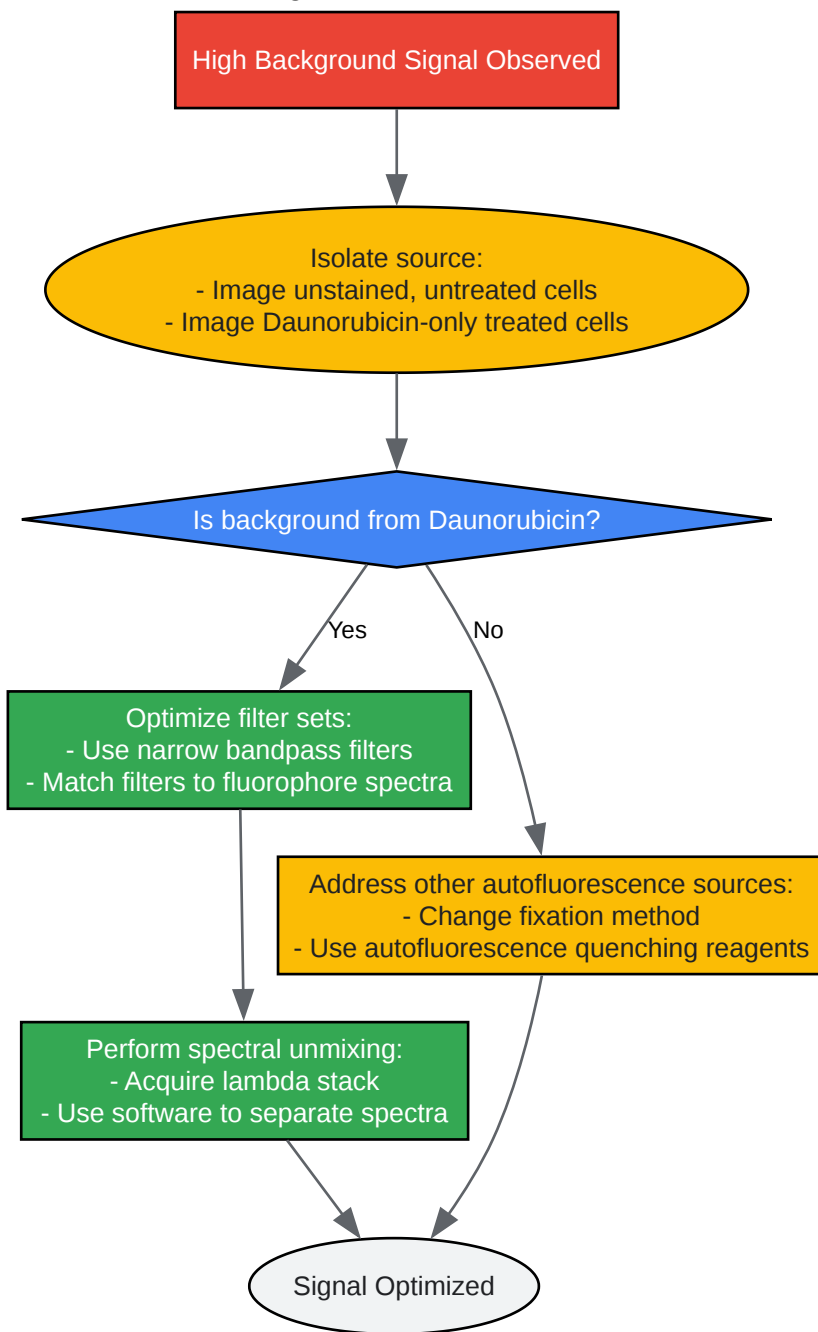 High Background Signal Observed
Isolate source:
- Image unstained, untreated cells
- Image Daunorubicin-only treated cells
Is background from Daunorubicin?
Yes
No
Optimize filter sets:
- Use narrow bandpass filters
- Match filters to fluorophore spectra
Address other autofluorescence sources:
- Change fixation method
- Use autofluorescence quenching reagents
Perform spectral unmixing:
- Acquire lambda stack
- Use software to separate spectra
Signal Optimized